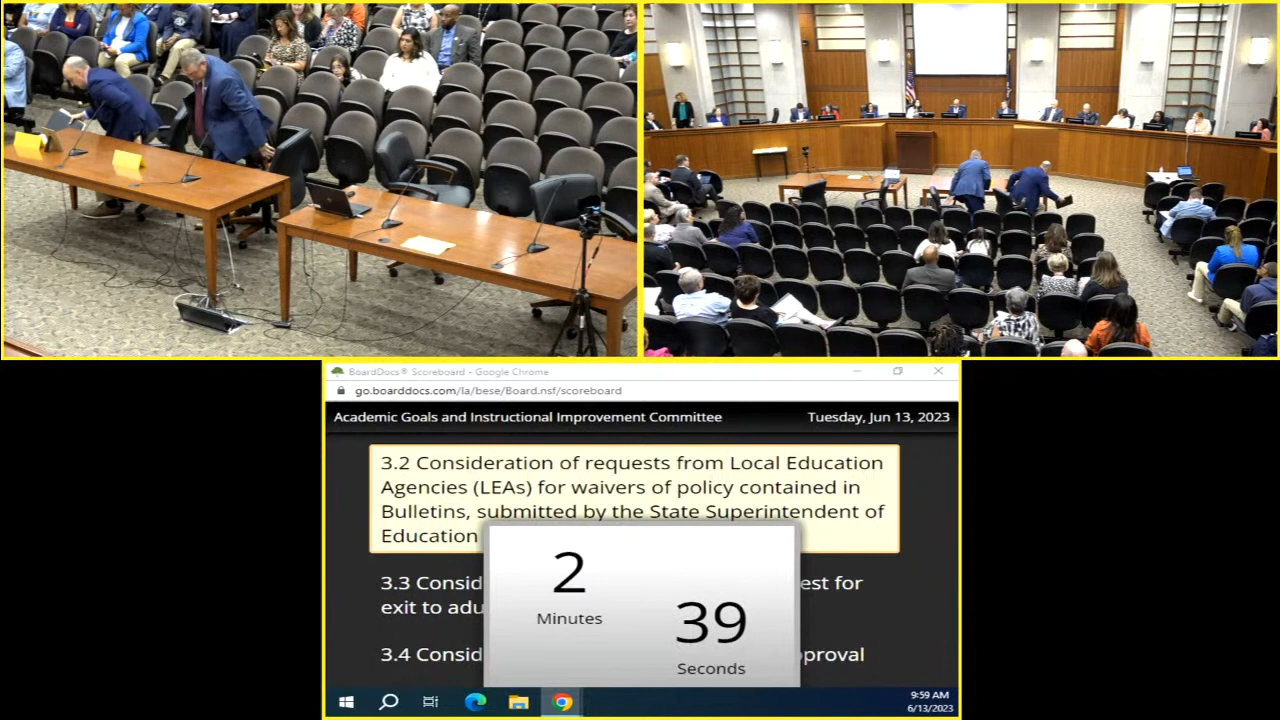 BoardDocs® Scoreboard - Google Chrome
go.boarddocs.com/la/bese/Board.nsf/scoreboard
Academic Goals and Instructional Improvement Committee
Tuesday, Jun 13, 2023
3.2 Consideration of requests from Local Education
Agencies (LEAs) for waivers of policy contained in
Bulletins, submitted by the State Superintendent of
Education
2
Minutes
39
Seconds
3.3 Consid
est for
exit to adu
3.4 Consid
proval
9:59 AM
6/13/2023